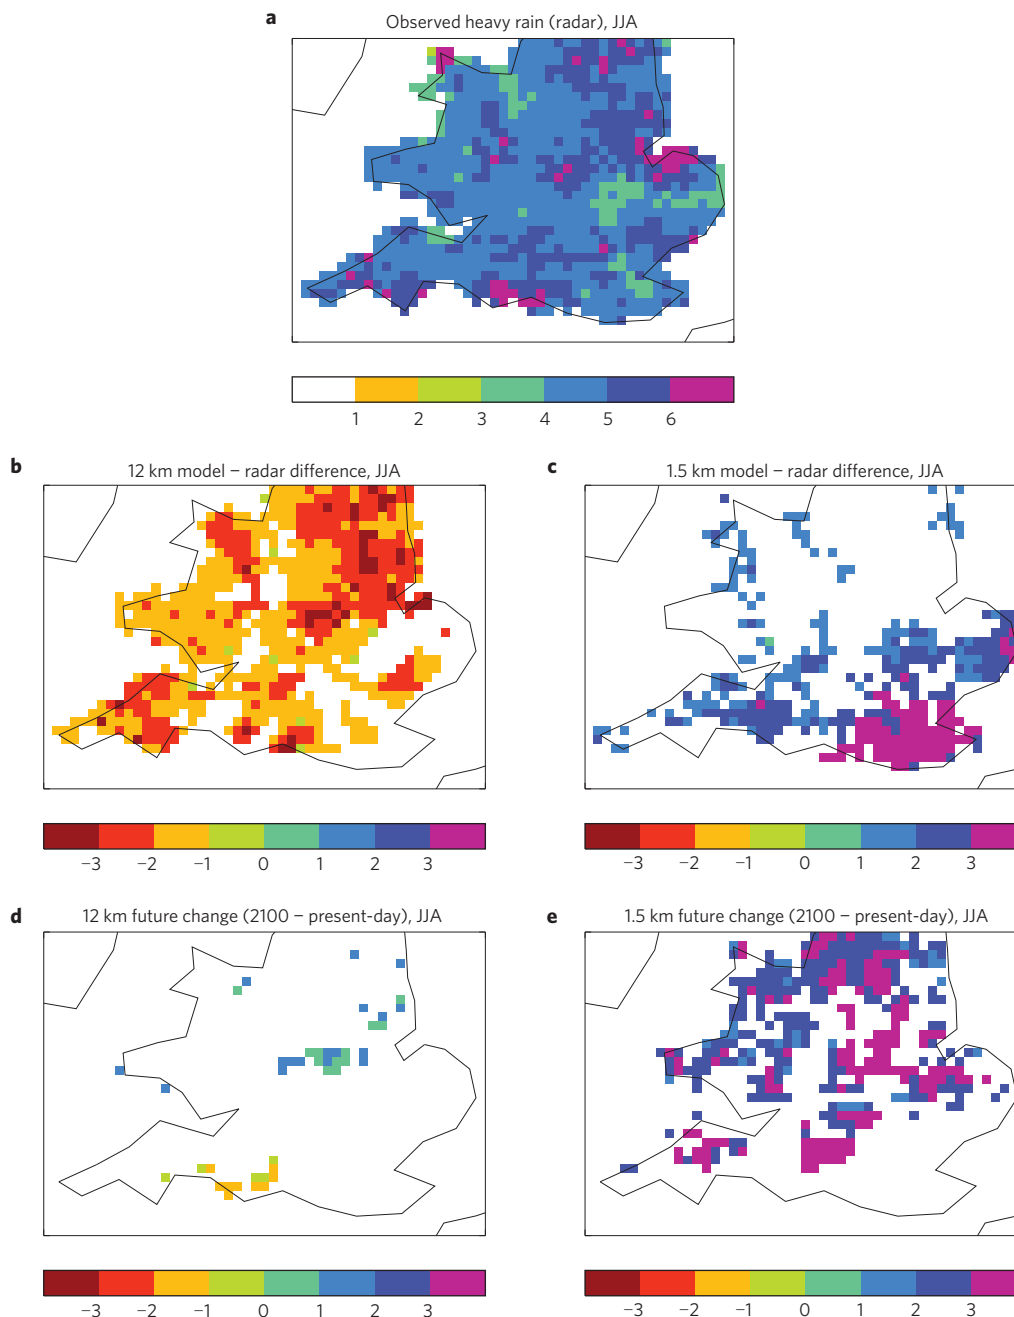 a
Observed heavy rain (radar), JJA
1 2 3 4 5 6
b
12 km model – radar difference, JJA
c
1.5 km model – radar difference, JJA
−3 −2 −1 0 1 2 3
−3 −2 −1 0 1 2 3
d
12 km future change (2100 – present-day), JJA
e
1.5 km future change (2100 – present-day), JJA
−3 −2 −1 0 1 2 3
−3 −2 −1 0 1 2 3